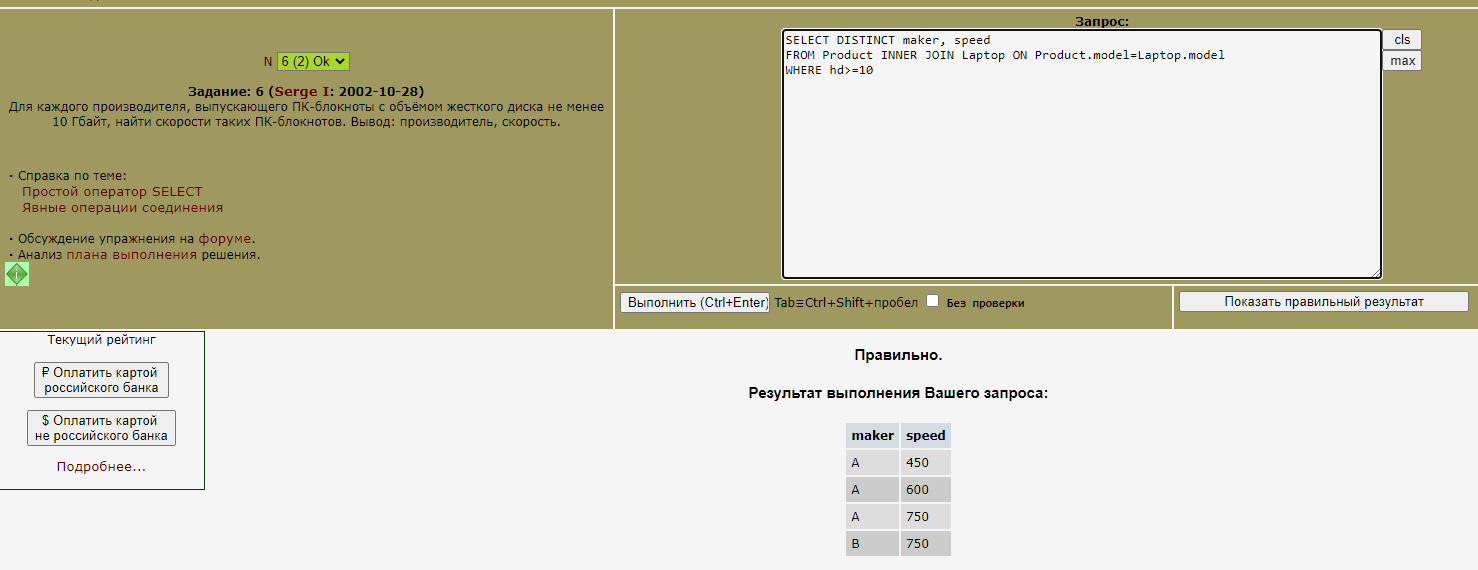 N 6 (2) Ok
Задание: 6 (Serge I: 2002-10-28)
Для каждого производителя, выпускающего ПК-блокноты с объёмом жесткого диска не менее
10 Гбайт, найти скорости таких ПК-блокнотов. Вывод: производитель, скорость.
· Справка по теме:
Простой оператор SELECT
Явные операции соединения
· Обсуждение упражнения на форуме.
· Анализ плана выполнения решения.
Запрос:
SELECT DISTINCT maker, speed
FROM Product INNER JOIN Laptop ON Product.model=Laptop.model
WHERE hd>=10
cls
max
Выполнить (Ctrl+Enter) Tab≡Ctrl+Shift+пробел Без проверки
Показать правильный результат
Текущий рейтинг
₽ Оплатить картой
российского банка
$ Оплатить картой
не российского банка
Подробнее...
Правильно.
Результат выполнения Вашего запроса:
maker speed
A 450
A 600
A 750
B 750